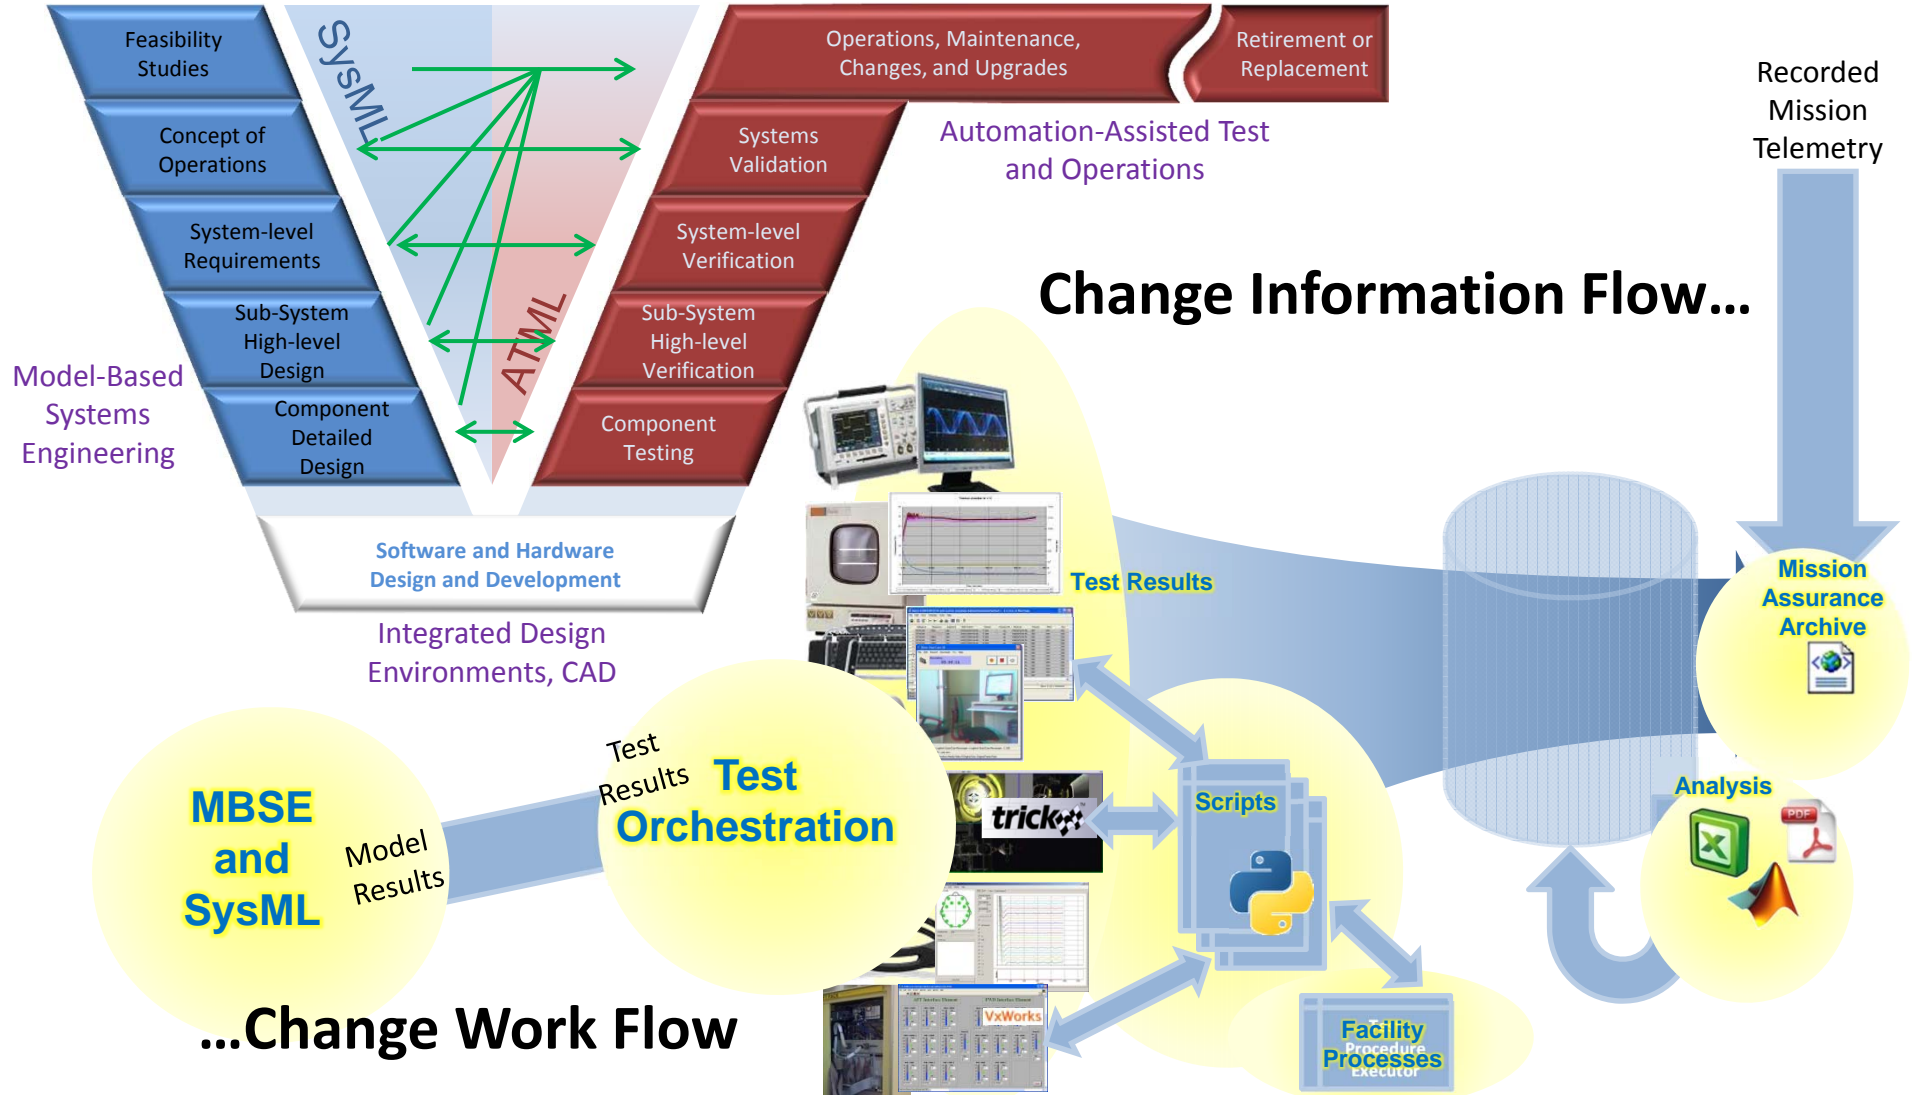 Feasibility
Studies
Concept of
Operations
System-level
Requirements
Sub-System
High-level
Design
Component
Detailed
Design
SysML
ATML
Operations, Maintenance,
Changes, and Upgrades
Retirement or
Replacement
Systems
Validation
System-level
Verification
Sub-System
High-level
Verification
Component
Testing
Software and Hardware
Design and Development
Model-Based
Systems
Engineering
Automation-Assisted Test
and Operations
Integrated Design
Environments, CAD
Recorded
Mission
Telemetry
Change Information Flow...
Test Results
Mission
Assurance
Archive
Analysis
PDF
Scripts
trick
VxWorks
Facility
Processes
Procedure
Executor
MBSE
and
SysML
Model
Results
Test
Results
Test
Orchestration
...Change Work Flow